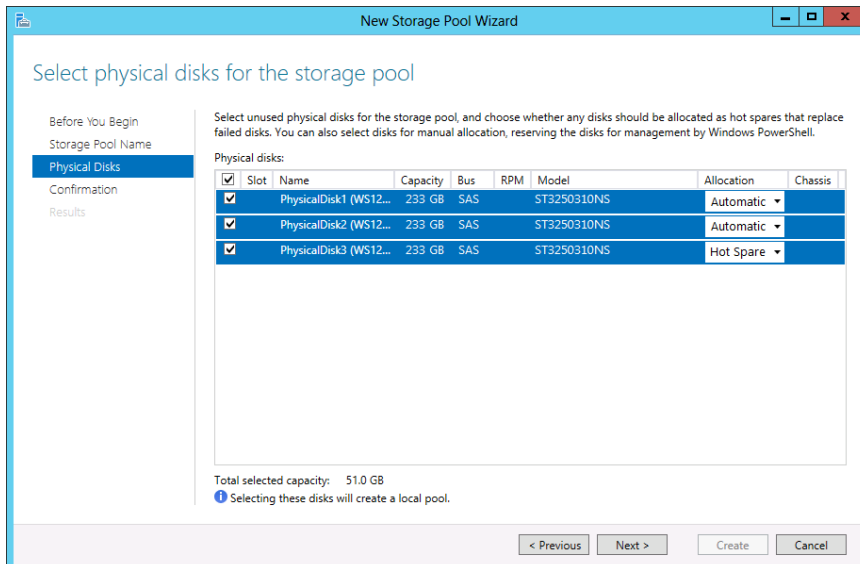 New Storage Pool Wizard
Select physical disks for the storage pool
Before You Begin
Storage Pool Name
Physical Disks
Confirmation
Results
Select unused physical disks for the storage pool, and choose whether any disks should be allocated as hot spares that replace
failed disks. You can also select disks for manual allocation, reserving the disks for management by Windows PowerShell.
Physical disks:
Slot Name Capacity Bus RPM Model Allocation Chassis
PhysicalDisk1 (WS12... 233 GB SAS ST3250310NS Automatic
PhysicalDisk2 (WS12... 233 GB SAS ST3250310NS Automatic
PhysicalDisk3 (WS12... 233 GB SAS ST3250310NS Hot Spare
Total selected capacity: 51.0 GB
Selecting these disks will create a local pool.
< Previous Next > Create Cancel